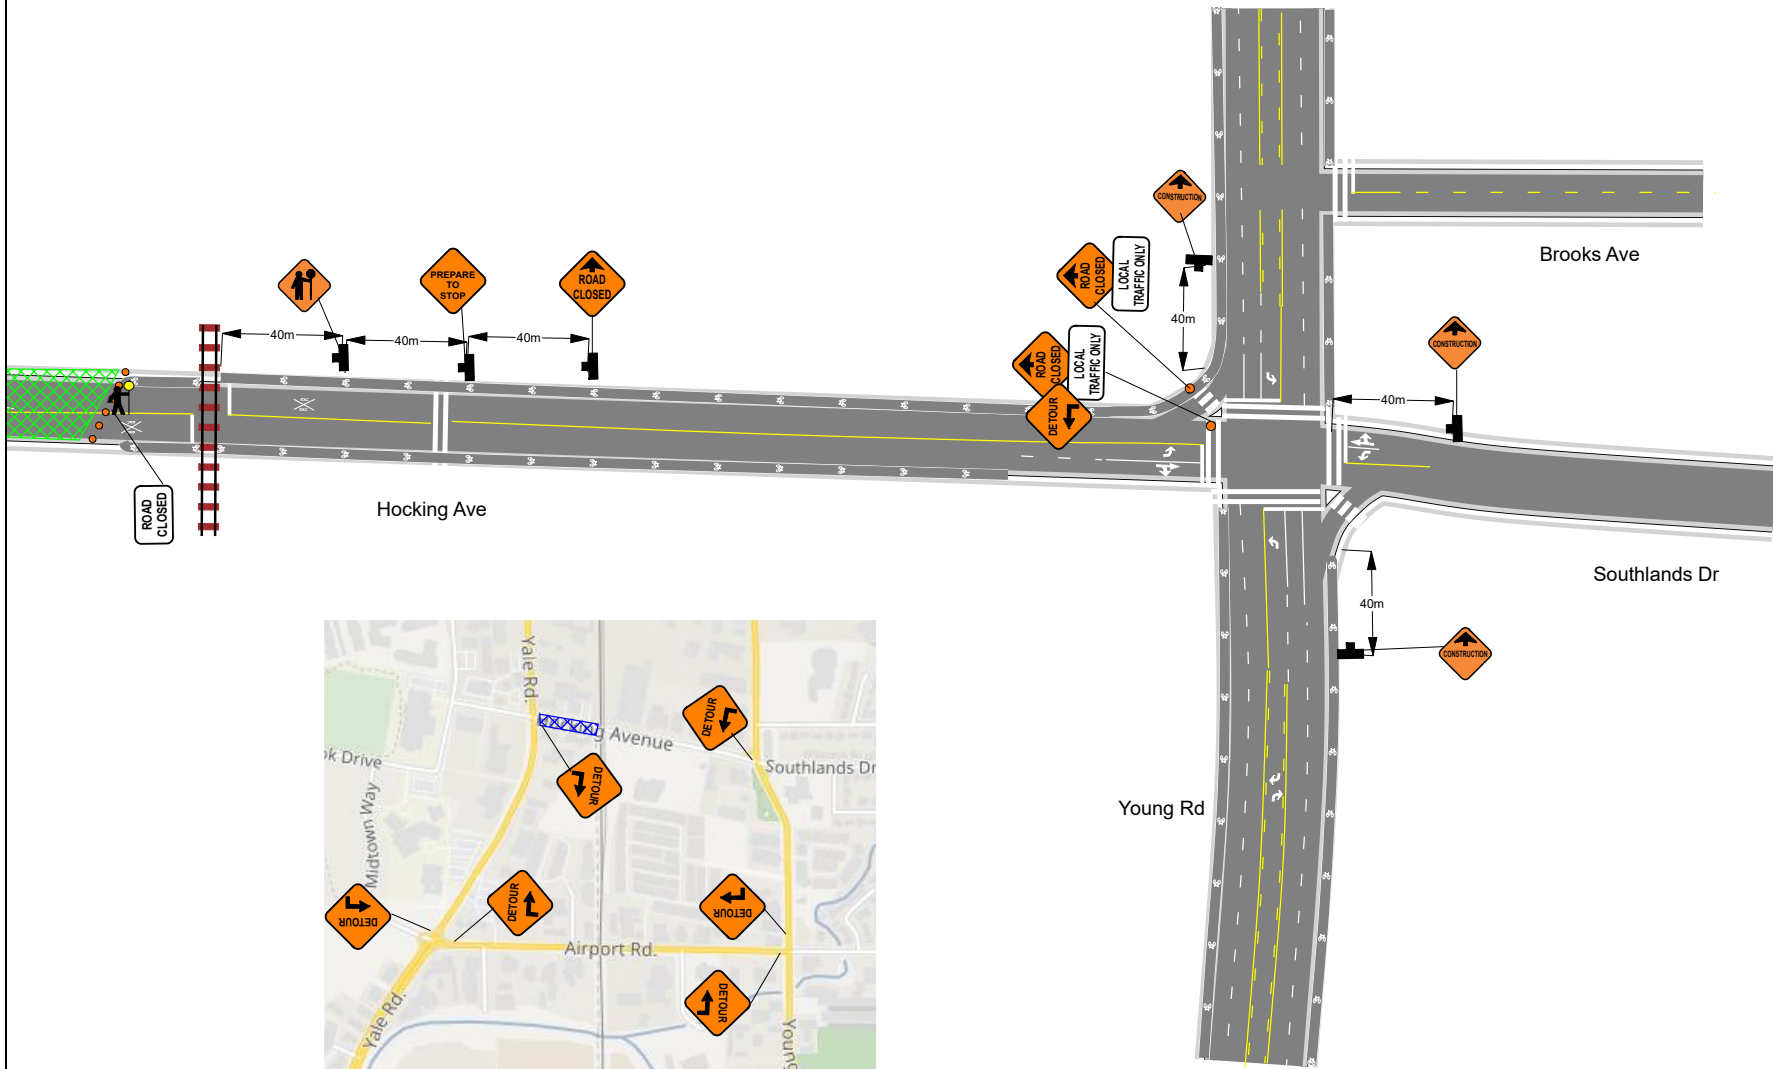 CONSTRUCTION
ROAD
CLOSED
LOCAL
TRAFFIC ONLY
Brooks Ave
PREPARE
TO
STOP
ROAD
CLOSED
40m
40m
40m
40m
ROAD
CLOSED
LOCAL
TRAFFIC ONLY
DETOUR
CONSTRUCTION
40m
R R
ROAD
CLOSED
Hocking Ave
Southlands Dr
40m
CONSTRUCTION
Young Rd
Yale Rd.
DETOUR
g Avenue
ok Drive
Southlands Dr
DETOUR
Midtown Way
DETOUR
DETOUR
DETOUR
Airport Rd.
DETOUR
Yale Rd.
Young